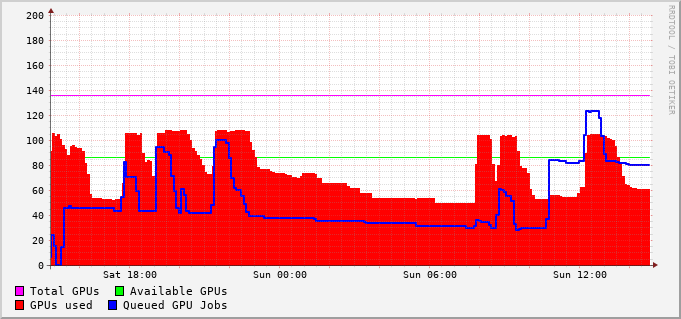 RRDTOOL / TOBI OETIKER
200
180
160
140
120
100
80
60
40
20
0
Sat 18:00 Sun 00:00 Sun 06:00 Sun 12:00
Total GPUs Available GPUs
GPUs used Queued GPU Jobs